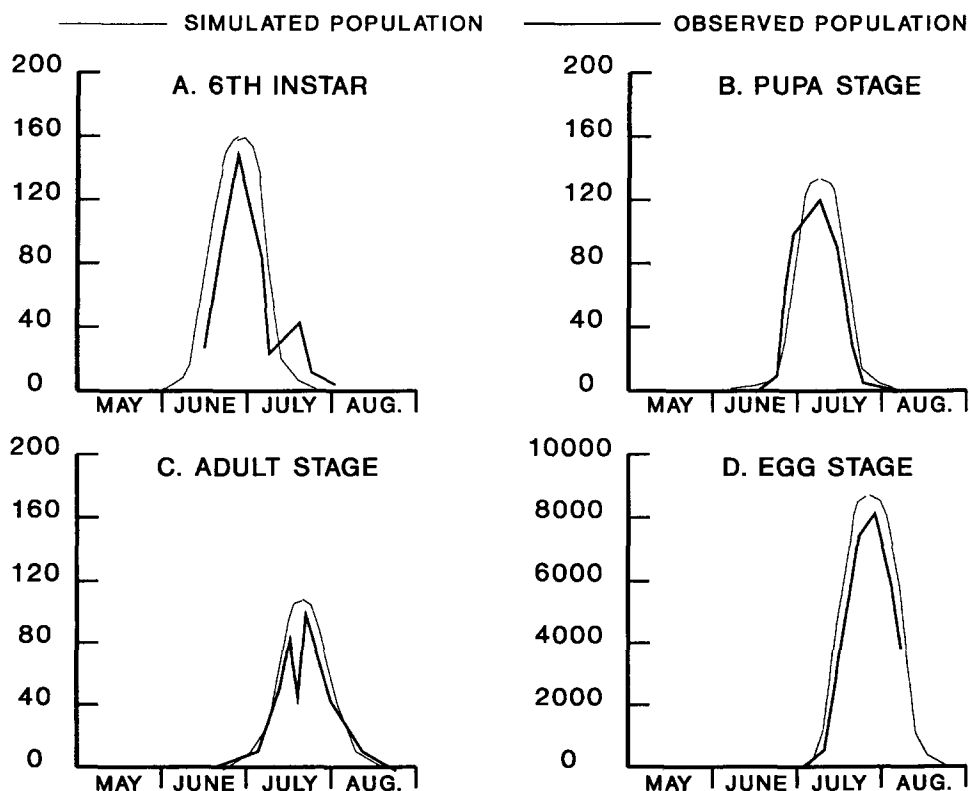 SIMULATED POPULATION
OBSERVED POPULATION
A. 6TH INSTAR
200
160
120
80
40
0
MAY JUNE JULY AUG.
B. PUPA STAGE
200
160
120
80
40
0
MAY JUNE JULY AUG.
C. ADULT STAGE
200
160
120
80
40
0
MAY JUNE JULY AUG.
D. EGG STAGE
10000
8000
6000
4000
2000
0
MAY JUNE JULY AUG.